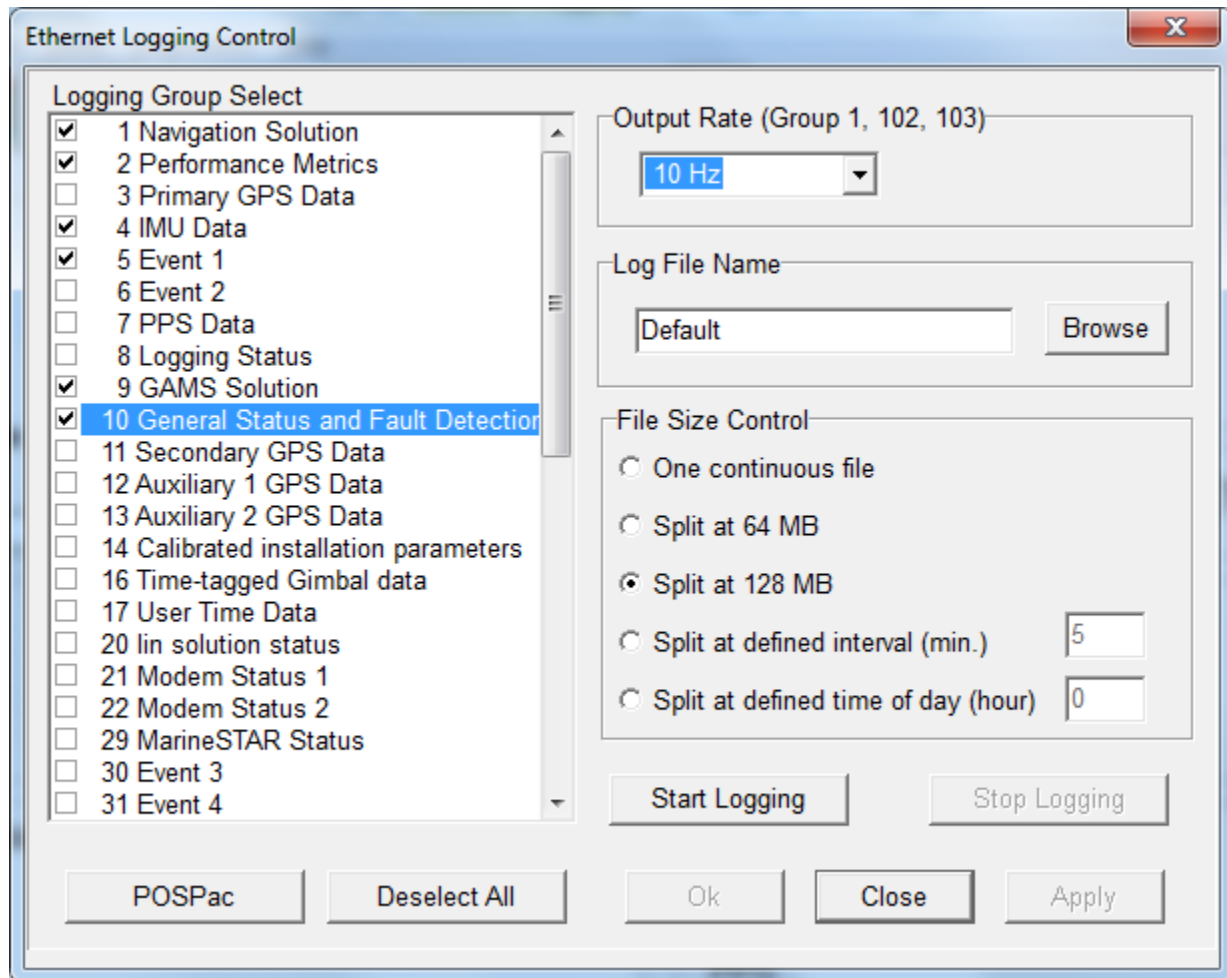 Ethernet Logging Control
Logging Group Select
1 Navigation Solution
2 Performance Metrics
3 Primary GPS Data
4 IMU Data
5 Event 1
6 Event 2
7 PPS Data
8 Logging Status
9 GAMS Solution
10 General Status and Fault Detection
11 Secondary GPS Data
12 Auxiliary 1 GPS Data
13 Auxiliary 2 GPS Data
14 Calibrated installation parameters
16 Time-tagged Gimbal data
17 User Time Data
20 Iin solution status
21 Modem Status 1
22 Modem Status 2
29 MarineSTAR Status
30 Event 3
31 Event 4
Output Rate (Group 1, 102, 103)
10 Hz
Log File Name
Default
Browse
File Size Control
One continuous file
Split at 64 MB
Split at 128 MB
Split at defined interval (min.) 5
Split at defined time of day (hour) 0
Start Logging Stop Logging
POSPac Deselect All Ok Close Apply